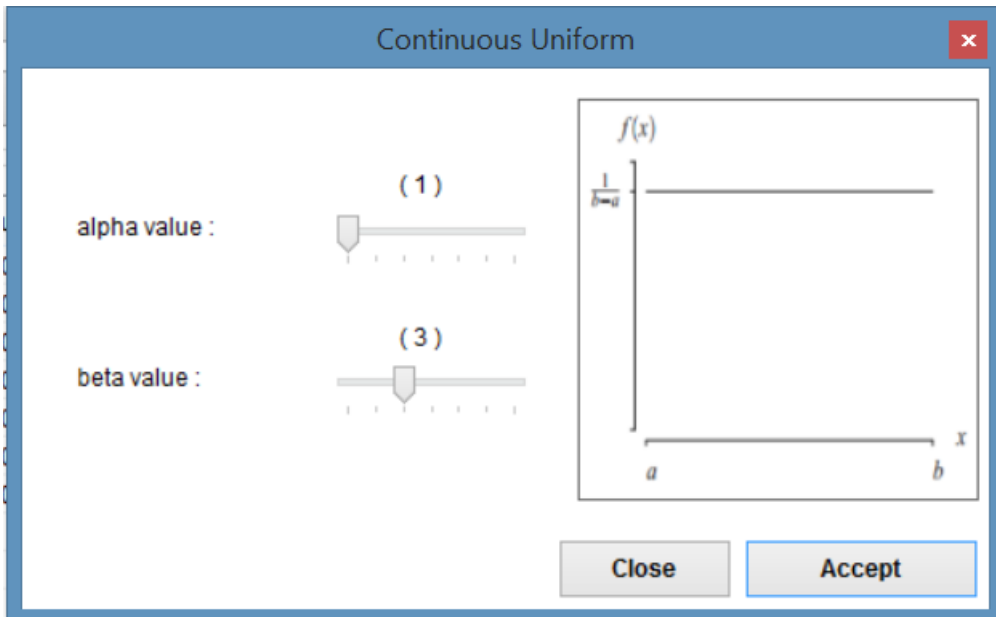 Continuous Uniform
x
alpha value :
( 1 )
beta value :
( 3 )
f(x)
1
b−a
x
a
b
Close
Accept